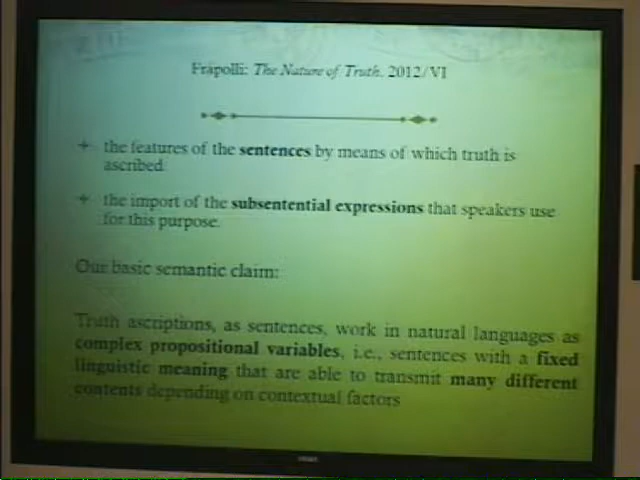 Frápolli: The Nature of Truth. 2012/VI
the features of the sentences by means of which truth is
ascribed.
the import of the subsentential expressions that speakers use
for this purpose.
Our basic semantic claim:
Truth ascriptions, as sentences, work in natural languages as
complex propositional variables, i.e., sentences with a fixed
linguistic meaning that are able to transmit many different
contents depending on contextual factors